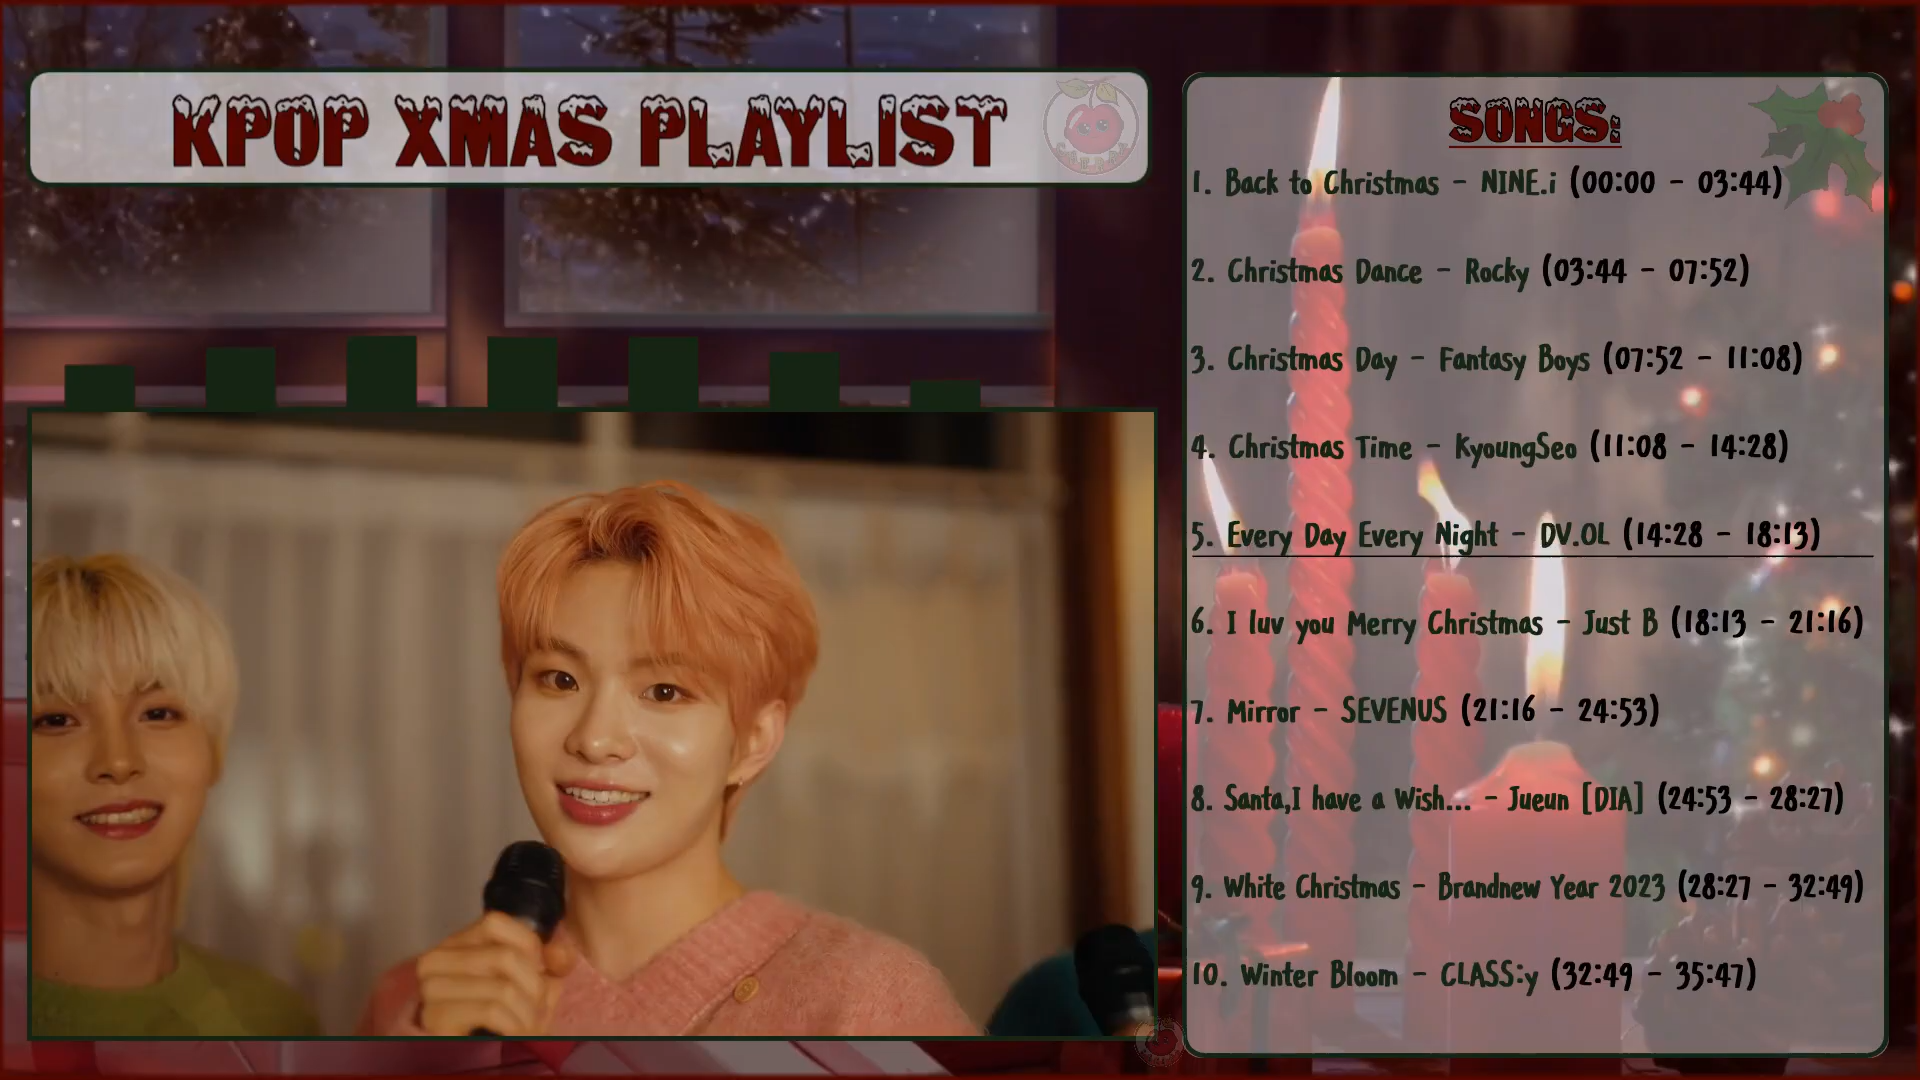 KPOP XMAS PLAYLIST
SONGS:
1. Back to Christmas - NINE.i (00:00 - 03:44)
2. Christmas Dance - Rocky (03:44 - 07:52)
3. Christmas Day - Fantasy Boys (07:52 - 11:08)
4. Christmas Time - KyoungSeo (11:08 - 14:28)
5. Every Day Every Night - DV.OL (14:28 - 18:13)
6. I luv you Merry Christmas - Just B (18:13 - 21:16)
7. Mirror - SEVENUS (21:16 - 24:53)
8. Santa,I have a Wish... - Jueun [DIA] (24:53 - 28:27)
9. White Christmas - Brandnew Year 2023 (28:27 - 32:49)
10. Winter Bloom - CLASS:y (32:49 - 35:47)